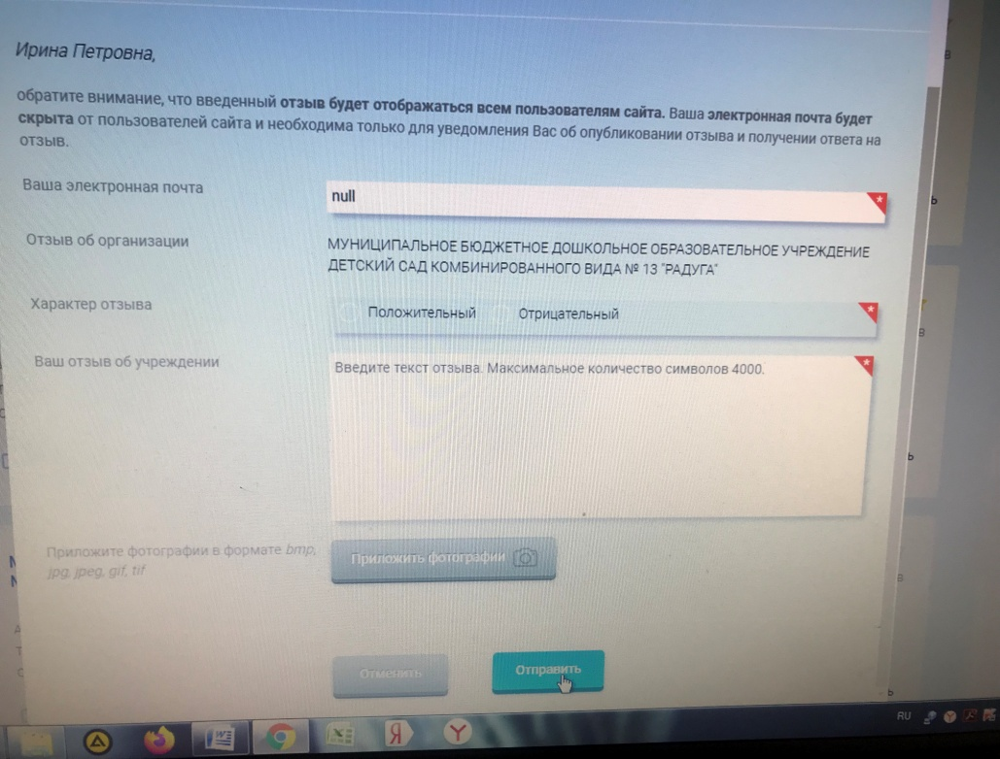 Ирина Петровна,
обратите внимание, что введенный отзыв будет отображаться всем пользователям сайта. Ваша электронная почта будет
скрыта от пользователей сайта и необходима только для уведомления Вас об опубликовании отзыва и получении ответа на
отзыв.
Ваша электронная почта
null
*
Отзыв об организации
МУНИЦИПАЛЬНОЕ БЮДЖЕТНОЕ ДОШКОЛЬНОЕ ОБРАЗОВАТЕЛЬНОЕ УЧРЕЖДЕНИЕ
ДЕТСКИЙ САД КОМБИНИРОВАННОГО ВИДА № 13 "РАДУГА"
Характер отзыва
Положительный Отрицательный
*
Ваш отзыв об учреждении
Введите текст отзыва. Максимальное количество символов 4000.
*
Приложите фотографии в формате bmp,
jpg, jpeg, gif, tif
Приложить фотографии
Отменить
Отправить
RU